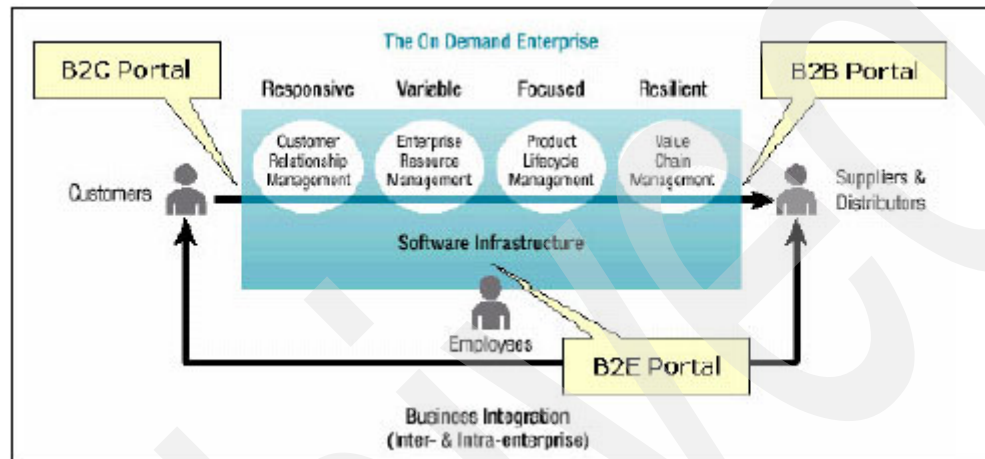 The On Demand Enterprise
B2C Portal
B2B Portal
Responsive
Variable
Focused
Resilient
Customer
Relationship
Management
Enterprise
Resource
Management
Product
Lifecycle
Management
Value
Chain
Management
Customers
Suppliers &
Distributors
Software Infrastructure
Employees
B2E Portal
Business Integration
(Inter- & Intra-enterprise)